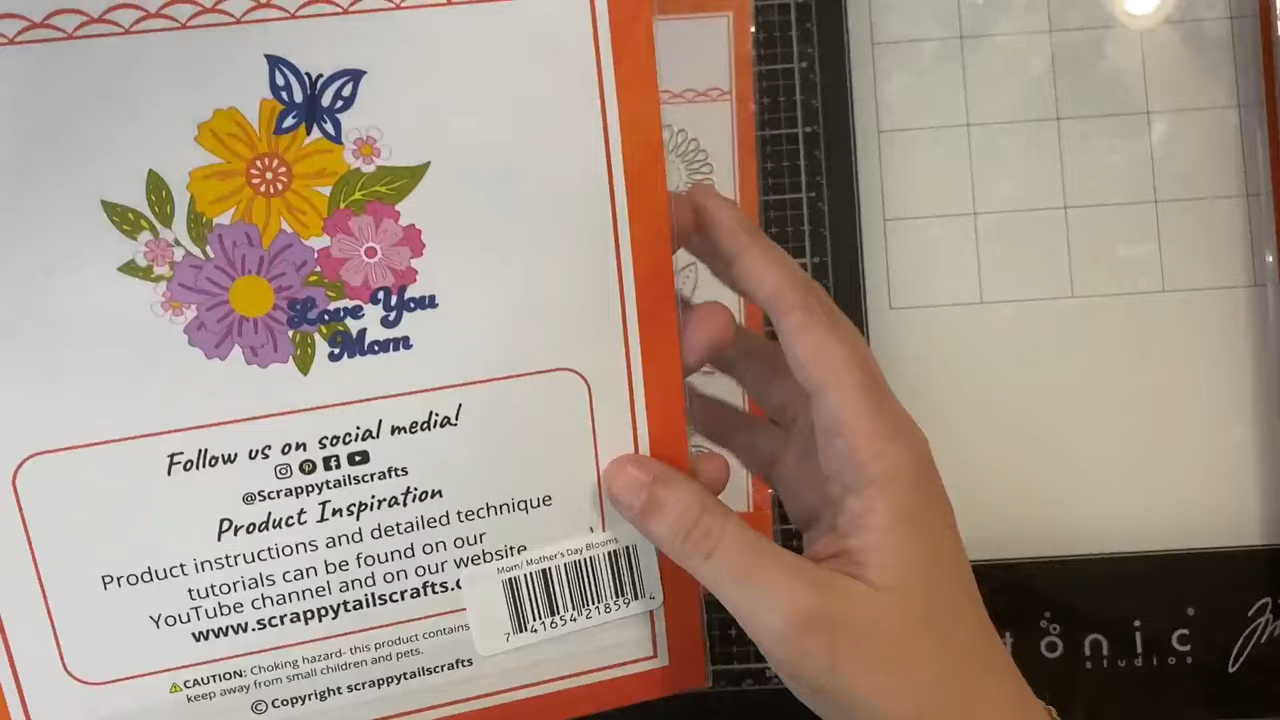 Love You
Mom
Follow us on social media!
@Scrappytailscrafts
Product Inspiration
Product instructions and detailed technique
tutorials can be found on our
YouTube channel and on our website
www.scrappytailscrafts.c
Mom/ Mother's Day Blooms
7 41654 21859 4
CAUTION: Choking hazard- this product contains
keep away from small children and pets.
© Copyright scrappytailscrafts
tonic
studios